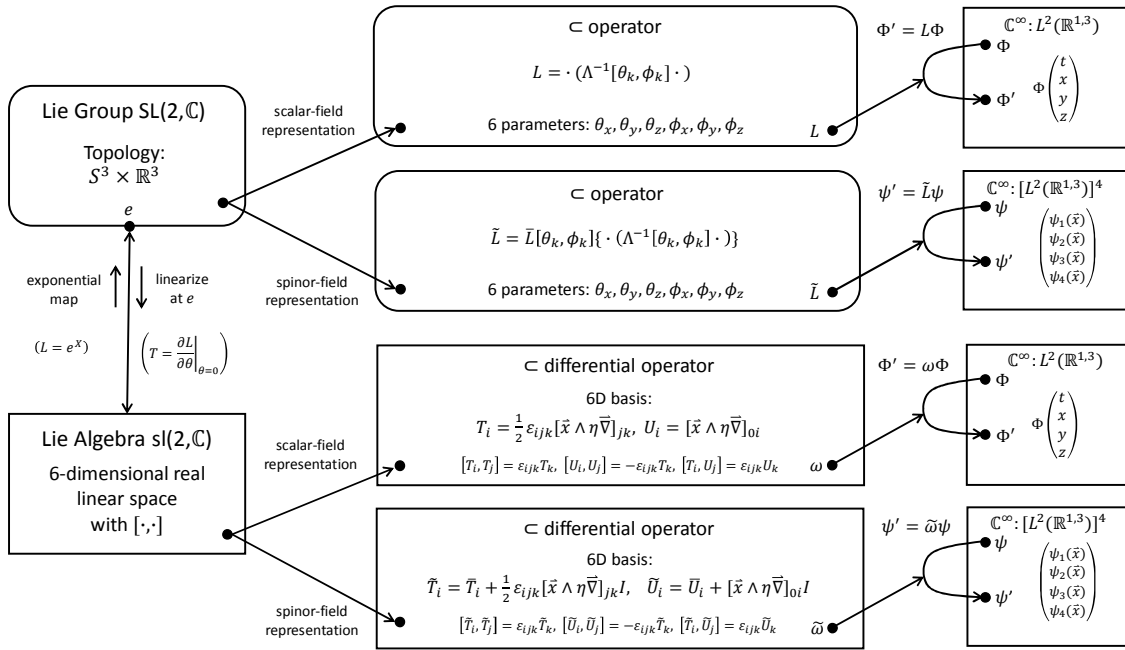 Lie Group SL(2,ℂ)
Topology:
S³ × ℝ³
e
exponential
map
linearize
at e
(L = e^X)
(T = ∂L/∂θ|_{θ=0})
Lie Algebra sl(2,ℂ)
6-dimensional real
linear space
with [·,·]
scalar-field
representation
spinor-field
representation
scalar-field
representation
spinor-field
representation
⊂ operator
L = · (Λ⁻¹[θ_k, ϕ_k] · )
6 parameters: θ_x, θ_y, θ_z, ϕ_x, ϕ_y, ϕ_z
L
Φ′ = LΦ
ℂ^∞: L²(ℝ^{1,3})
Φ
Φ′
Φ(t x y z)
⊂ operator
L̃ = L̄[θ_k, ϕ_k]{ · (Λ⁻¹[θ_k, ϕ_k] · )}
6 parameters: θ_x, θ_y, θ_z, ϕ_x, ϕ_y, ϕ_z
L̃
ψ′ = L̃ψ
ℂ^∞: [L²(ℝ^{1,3})]⁴
ψ
ψ′
(ψ₁(x⃗) ψ₂(x⃗) ψ₃(x⃗) ψ₄(x⃗))
⊂ differential operator
6D basis:
T_i = ½ ε_{ijk}[x⃗ ∧ η∇⃗]_{jk}, U_i = [x⃗ ∧ η∇⃗]_{0i}
[T_i, T_j] = ε_{ijk}T_k, [U_i, U_j] = −ε_{ijk}T_k, [T_i, U_j] = ε_{ijk}U_k
ω
Φ′ = ωΦ
ℂ^∞: L²(ℝ^{1,3})
Φ
Φ′
Φ(t x y z)
⊂ differential operator
6D basis:
T̃_i = T̄_i + ½ ε_{ijk}[x⃗ ∧ η∇⃗]_{jk}I, Ũ_i = Ū_i + [x⃗ ∧ η∇⃗]_{0i}I
[T̃_i, T̃_j] = ε_{ijk}T̃_k, [Ũ_i, Ũ_j] = −ε_{ijk}T̃_k, [T̃_i, Ũ_j] = ε_{ijk}Ũ_k
ω̃
ψ′ = ω̃ψ
ℂ^∞: [L²(ℝ^{1,3})]⁴
ψ
ψ′
(ψ₁(x⃗) ψ₂(x⃗) ψ₃(x⃗) ψ₄(x⃗))